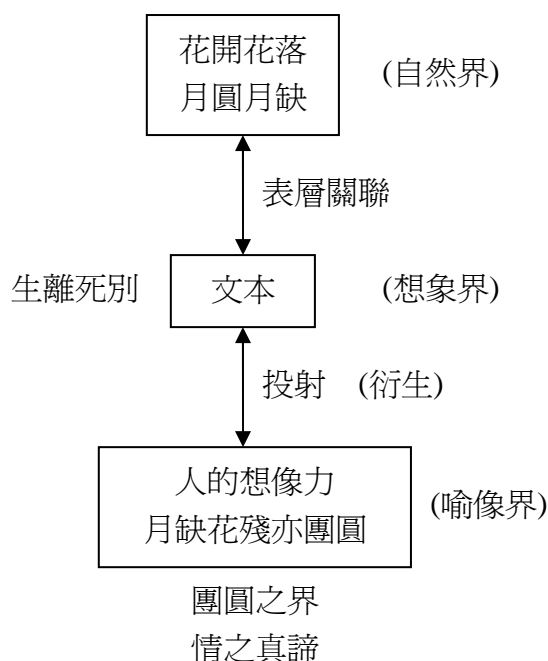 花開花落
月圓月缺
(自然界)
表層關聯
生離死別
文本
(想象界)
投射 (衍生)
人的想像力
月缺花殘亦團圓
(喻像界)
團圓之界
情之真諦